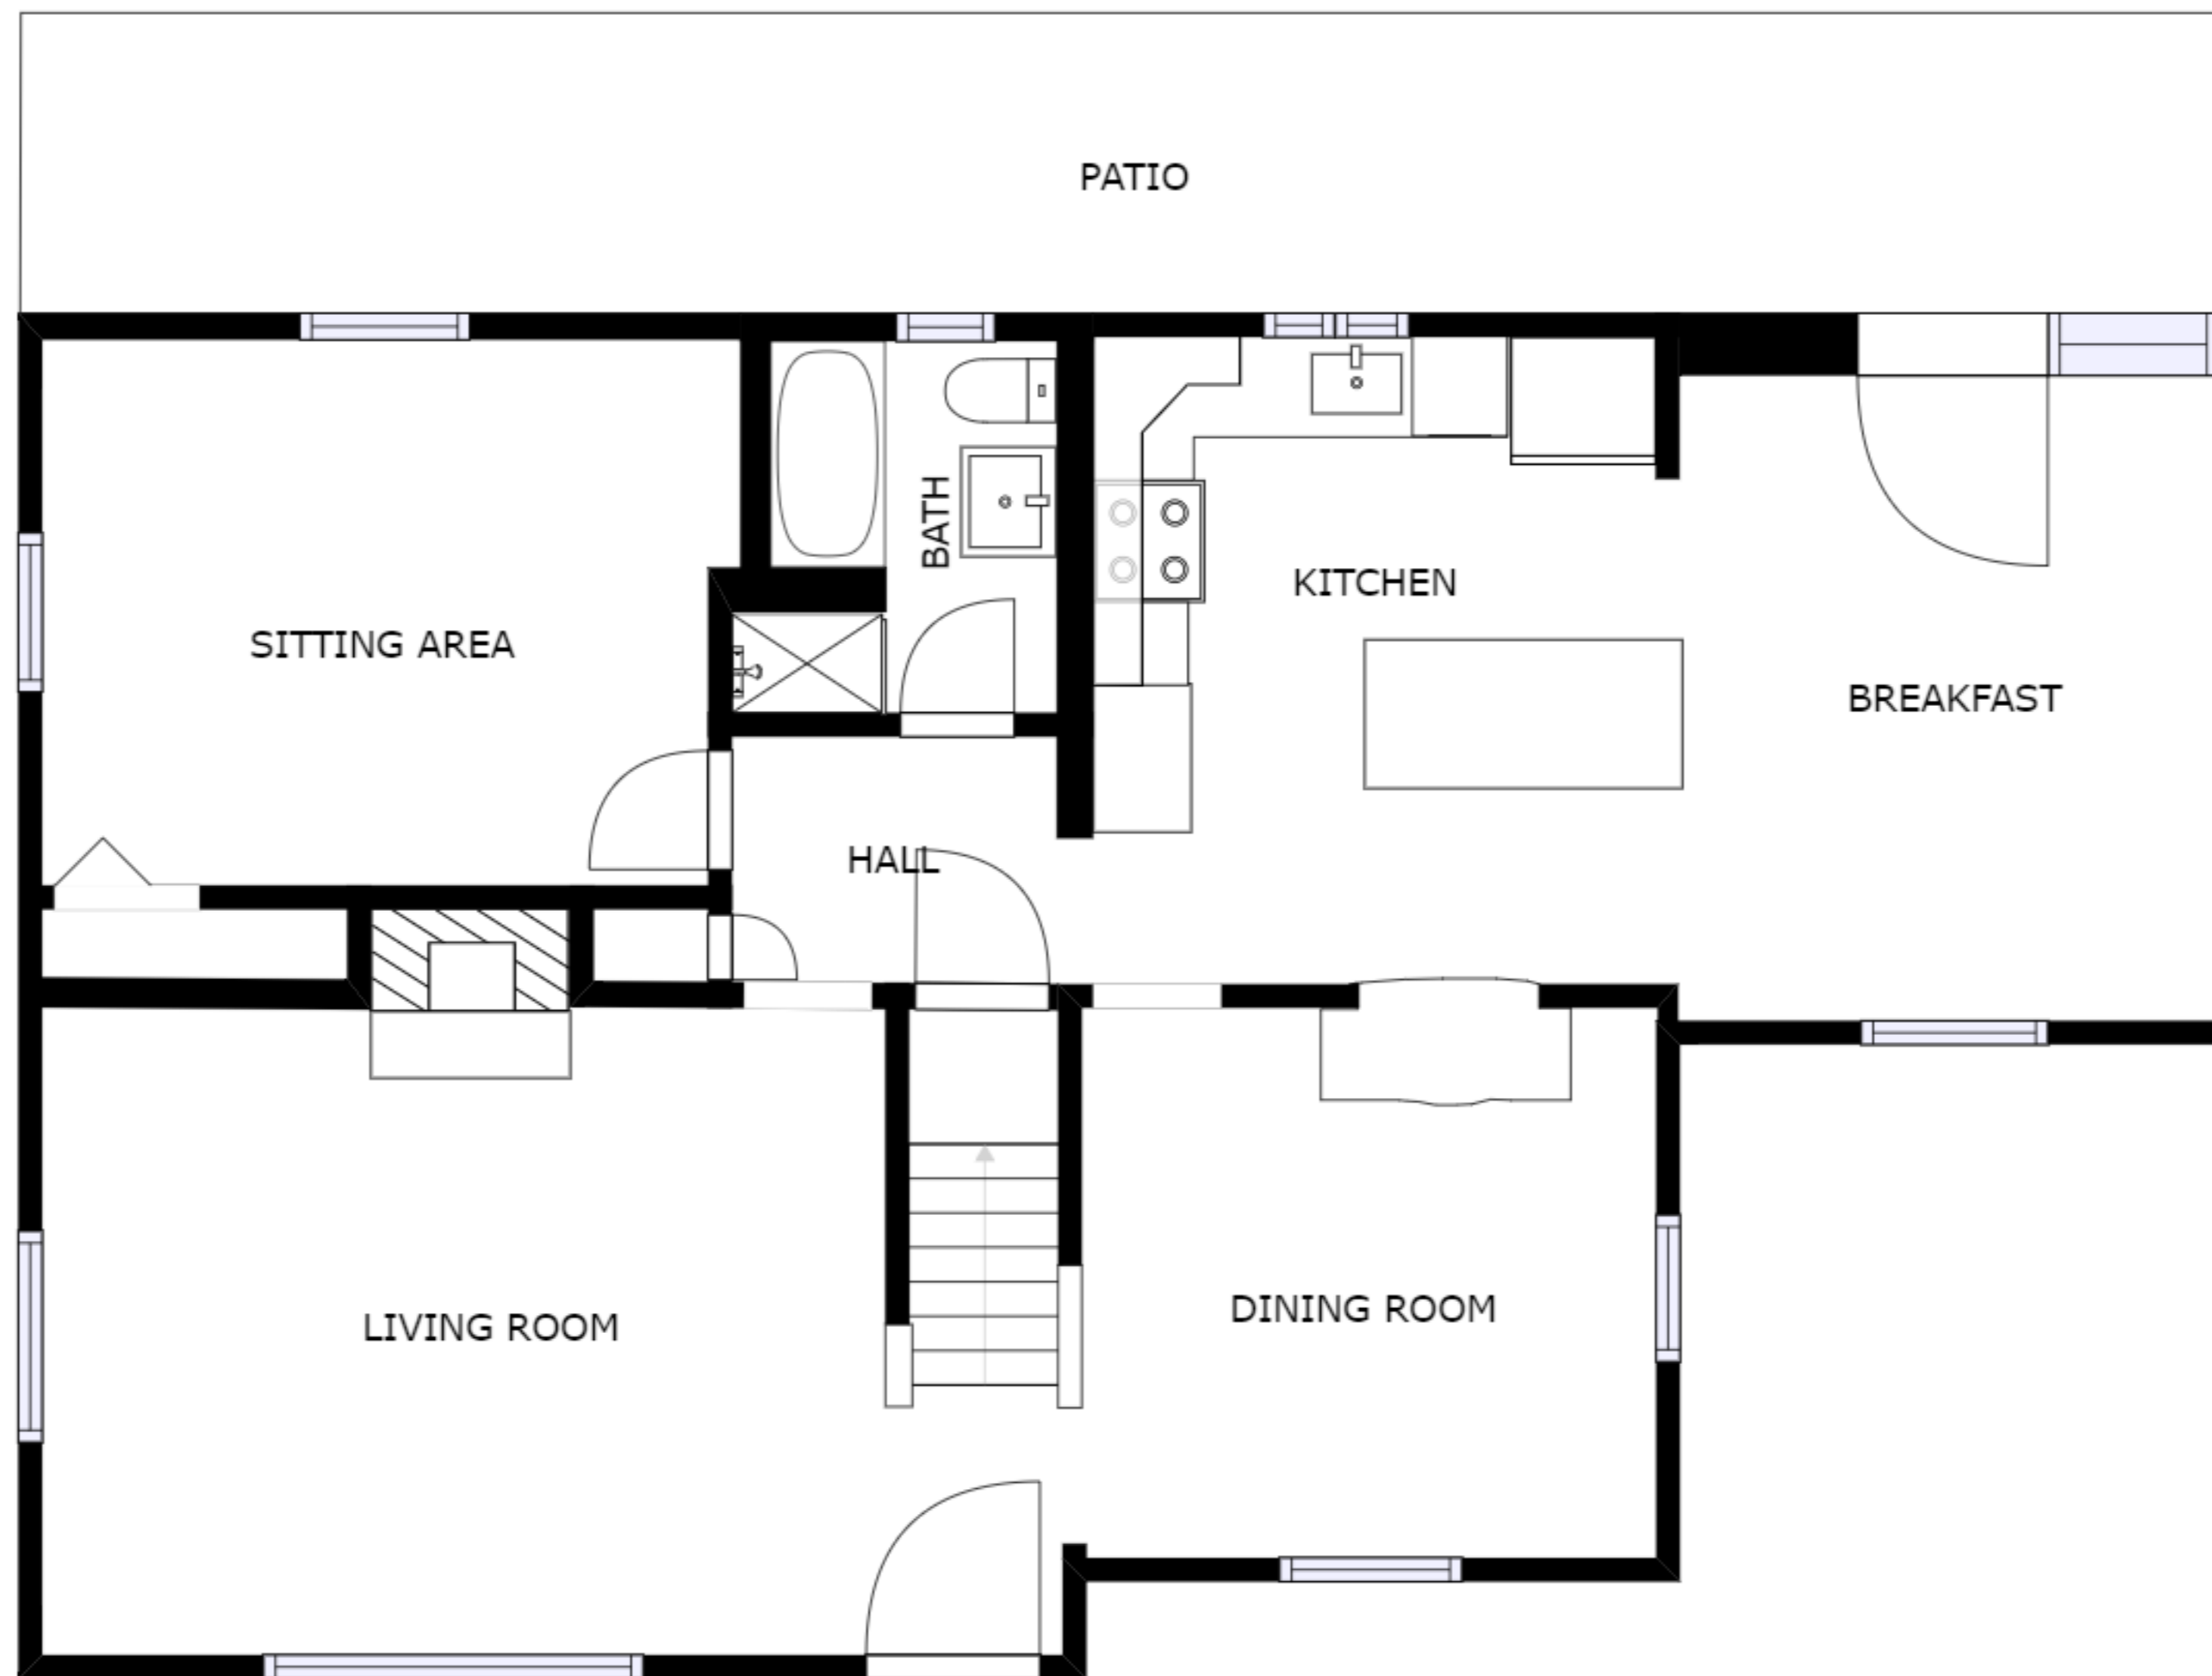 PATIO
BATH
KITCHEN
SITTING AREA
BREAKFAST
HALL
LIVING ROOM
DINING ROOM